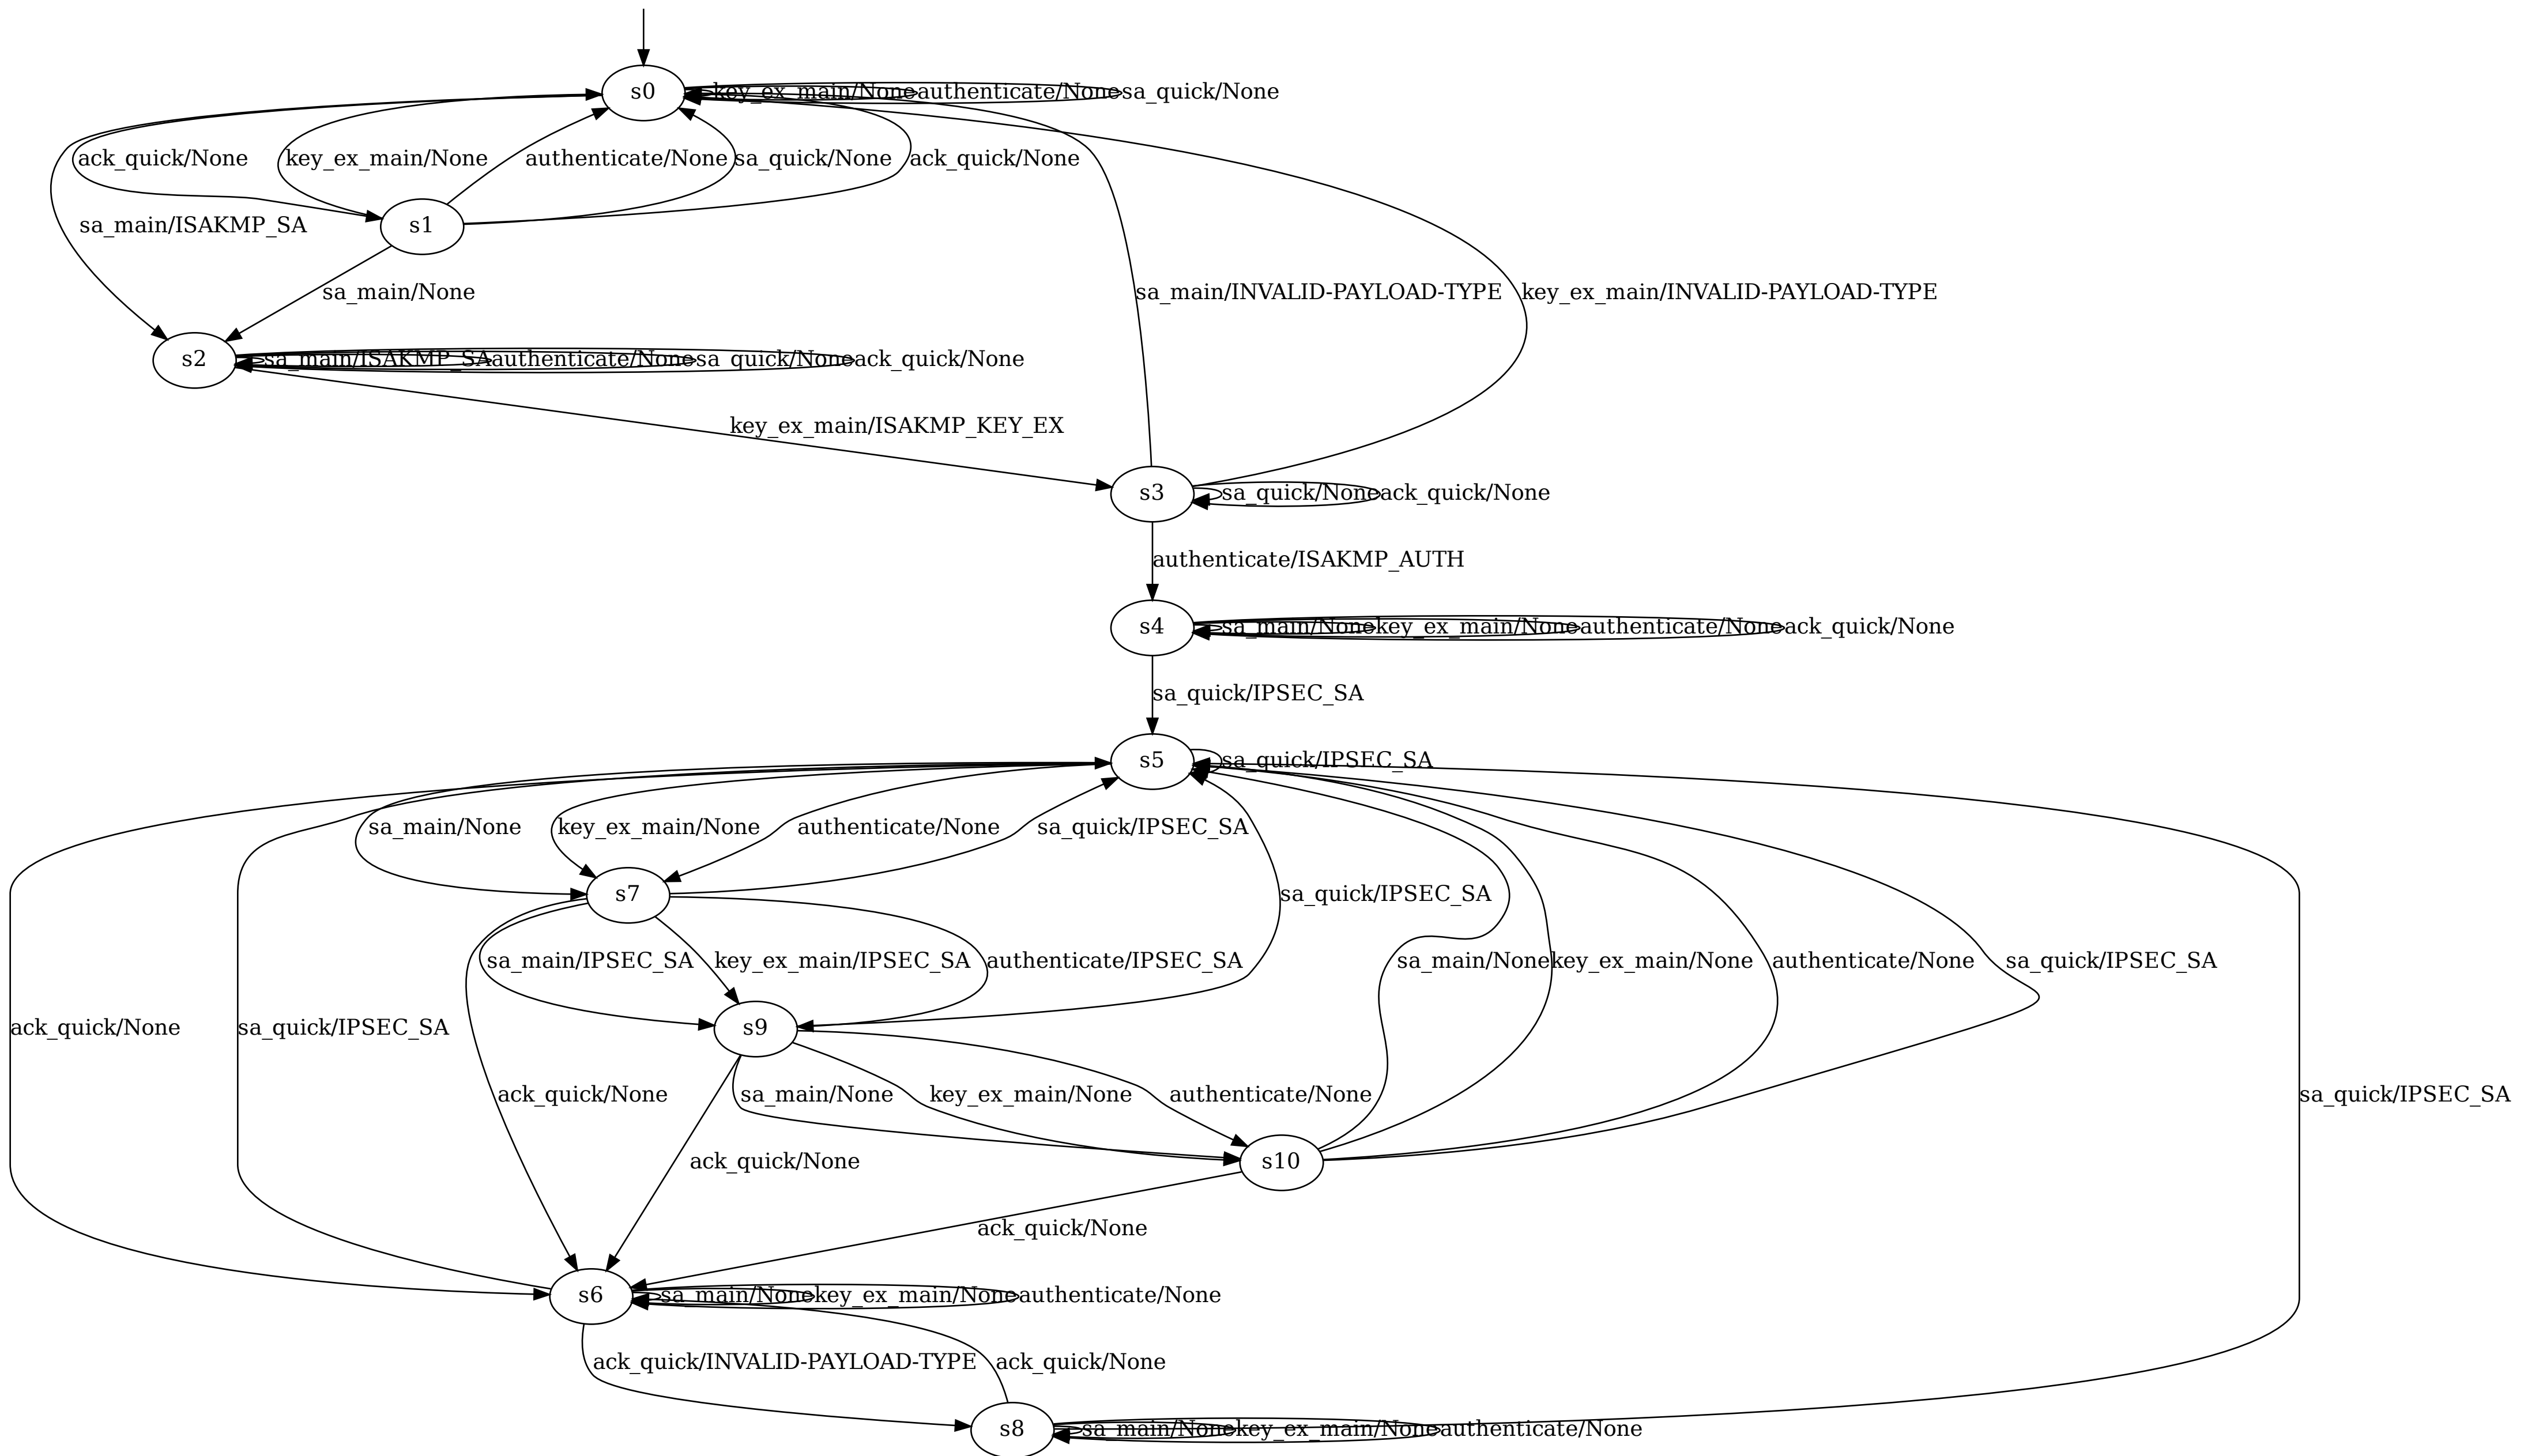 s0
key_ex_main/None
authenticate/None
sa_quick/None
ack_quick/None
key_ex_main/None
authenticate/None
sa_quick/None
ack_quick/None
sa_main/ISAKMP_SA
s1
sa_main/None
sa_main/INVALID-PAYLOAD-TYPE
key_ex_main/INVALID-PAYLOAD-TYPE
s2
sa_main/ISAKMP_SA
authenticate/None
sa_quick/None
ack_quick/None
key_ex_main/ISAKMP_KEY_EX
s3
sa_quick/None
ack_quick/None
authenticate/ISAKMP_AUTH
s4
sa_main/None
key_ex_main/None
authenticate/None
ack_quick/None
sa_quick/IPSEC_SA
s5
sa_quick/IPSEC_SA
sa_main/None
key_ex_main/None
authenticate/None
sa_quick/IPSEC_SA
s7
sa_quick/IPSEC_SA
sa_main/IPSEC_SA
key_ex_main/IPSEC_SA
authenticate/IPSEC_SA
sa_main/None
key_ex_main/None
authenticate/None
sa_quick/IPSEC_SA
ack_quick/None
sa_quick/IPSEC_SA
s9
ack_quick/None
sa_main/None
key_ex_main/None
authenticate/None
sa_quick/IPSEC_SA
ack_quick/None
s10
ack_quick/None
s6
sa_main/None
key_ex_main/None
authenticate/None
ack_quick/INVALID-PAYLOAD-TYPE
ack_quick/None
s8
sa_main/None
key_ex_main/None
authenticate/None